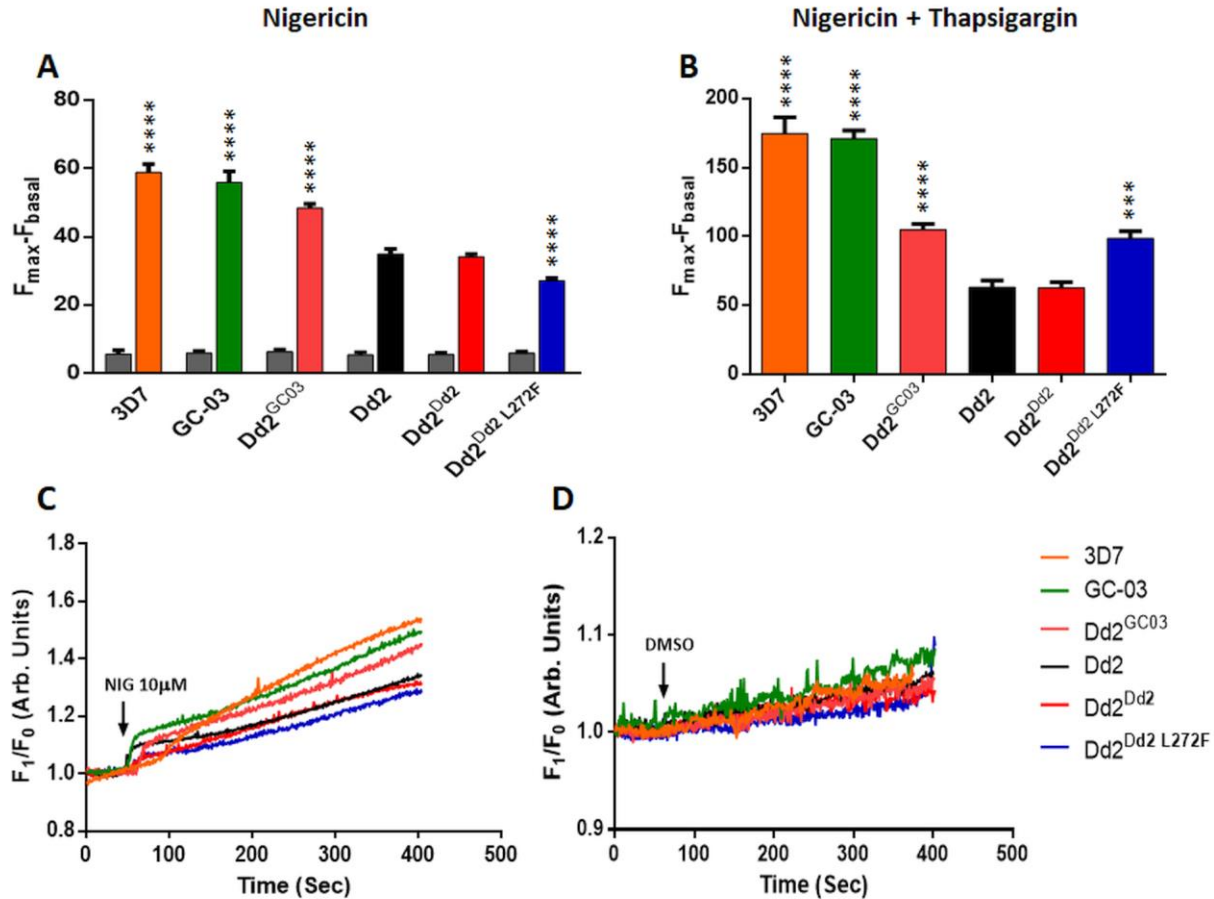 Nigericin
Nigericin + Thapsigargin
A
80
60
40
20
0
Fmax-Fbasal
****
****
****
****
3D7
GC-03
Dd2GC03
Dd2
Dd2Dd2
Dd2Dd2 L272F
B
200
150
100
50
0
Fmax-Fbasal
****
****
****
***
3D7
GC-03
Dd2GC03
Dd2
Dd2Dd2
Dd2Dd2 L272F
C
1.8
1.6
1.4
1.2
1.0
0.8
F1/F0 (Arb. Units)
NIG 10µM
0 100 200 300 400 500
Time (Sec)
D
1.2
1.1
1.0
0.9
F1/F0 (Arb. Units)
DMSO
0 100 200 300 400 500
Time (Sec)
3D7
GC-03
Dd2GC03
Dd2
Dd2Dd2
Dd2Dd2 L272F